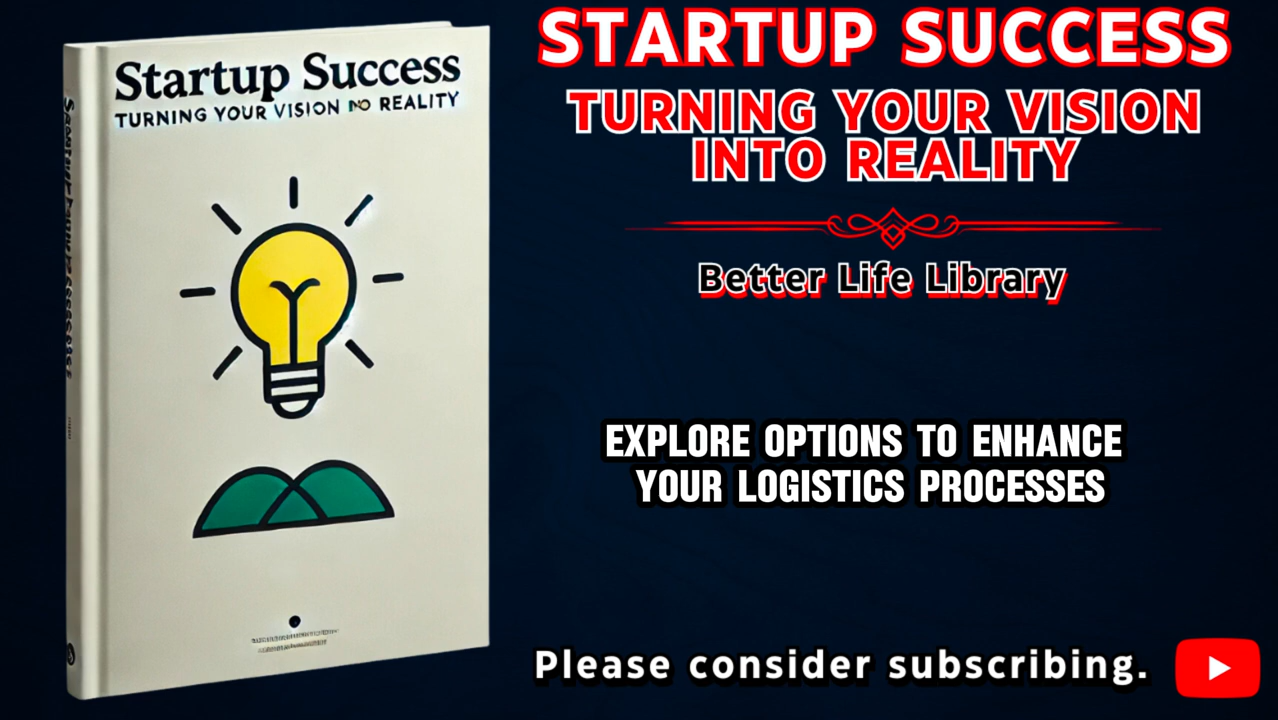 Startup Success
TURNING YOUR VISION NO REALITY
STARTUP SUCCESS
TURNING YOUR VISION
INTO REALITY
Better Life Library
EXPLORE OPTIONS TO ENHANCE
YOUR LOGISTICS PROCESSES
Please consider subscribing.